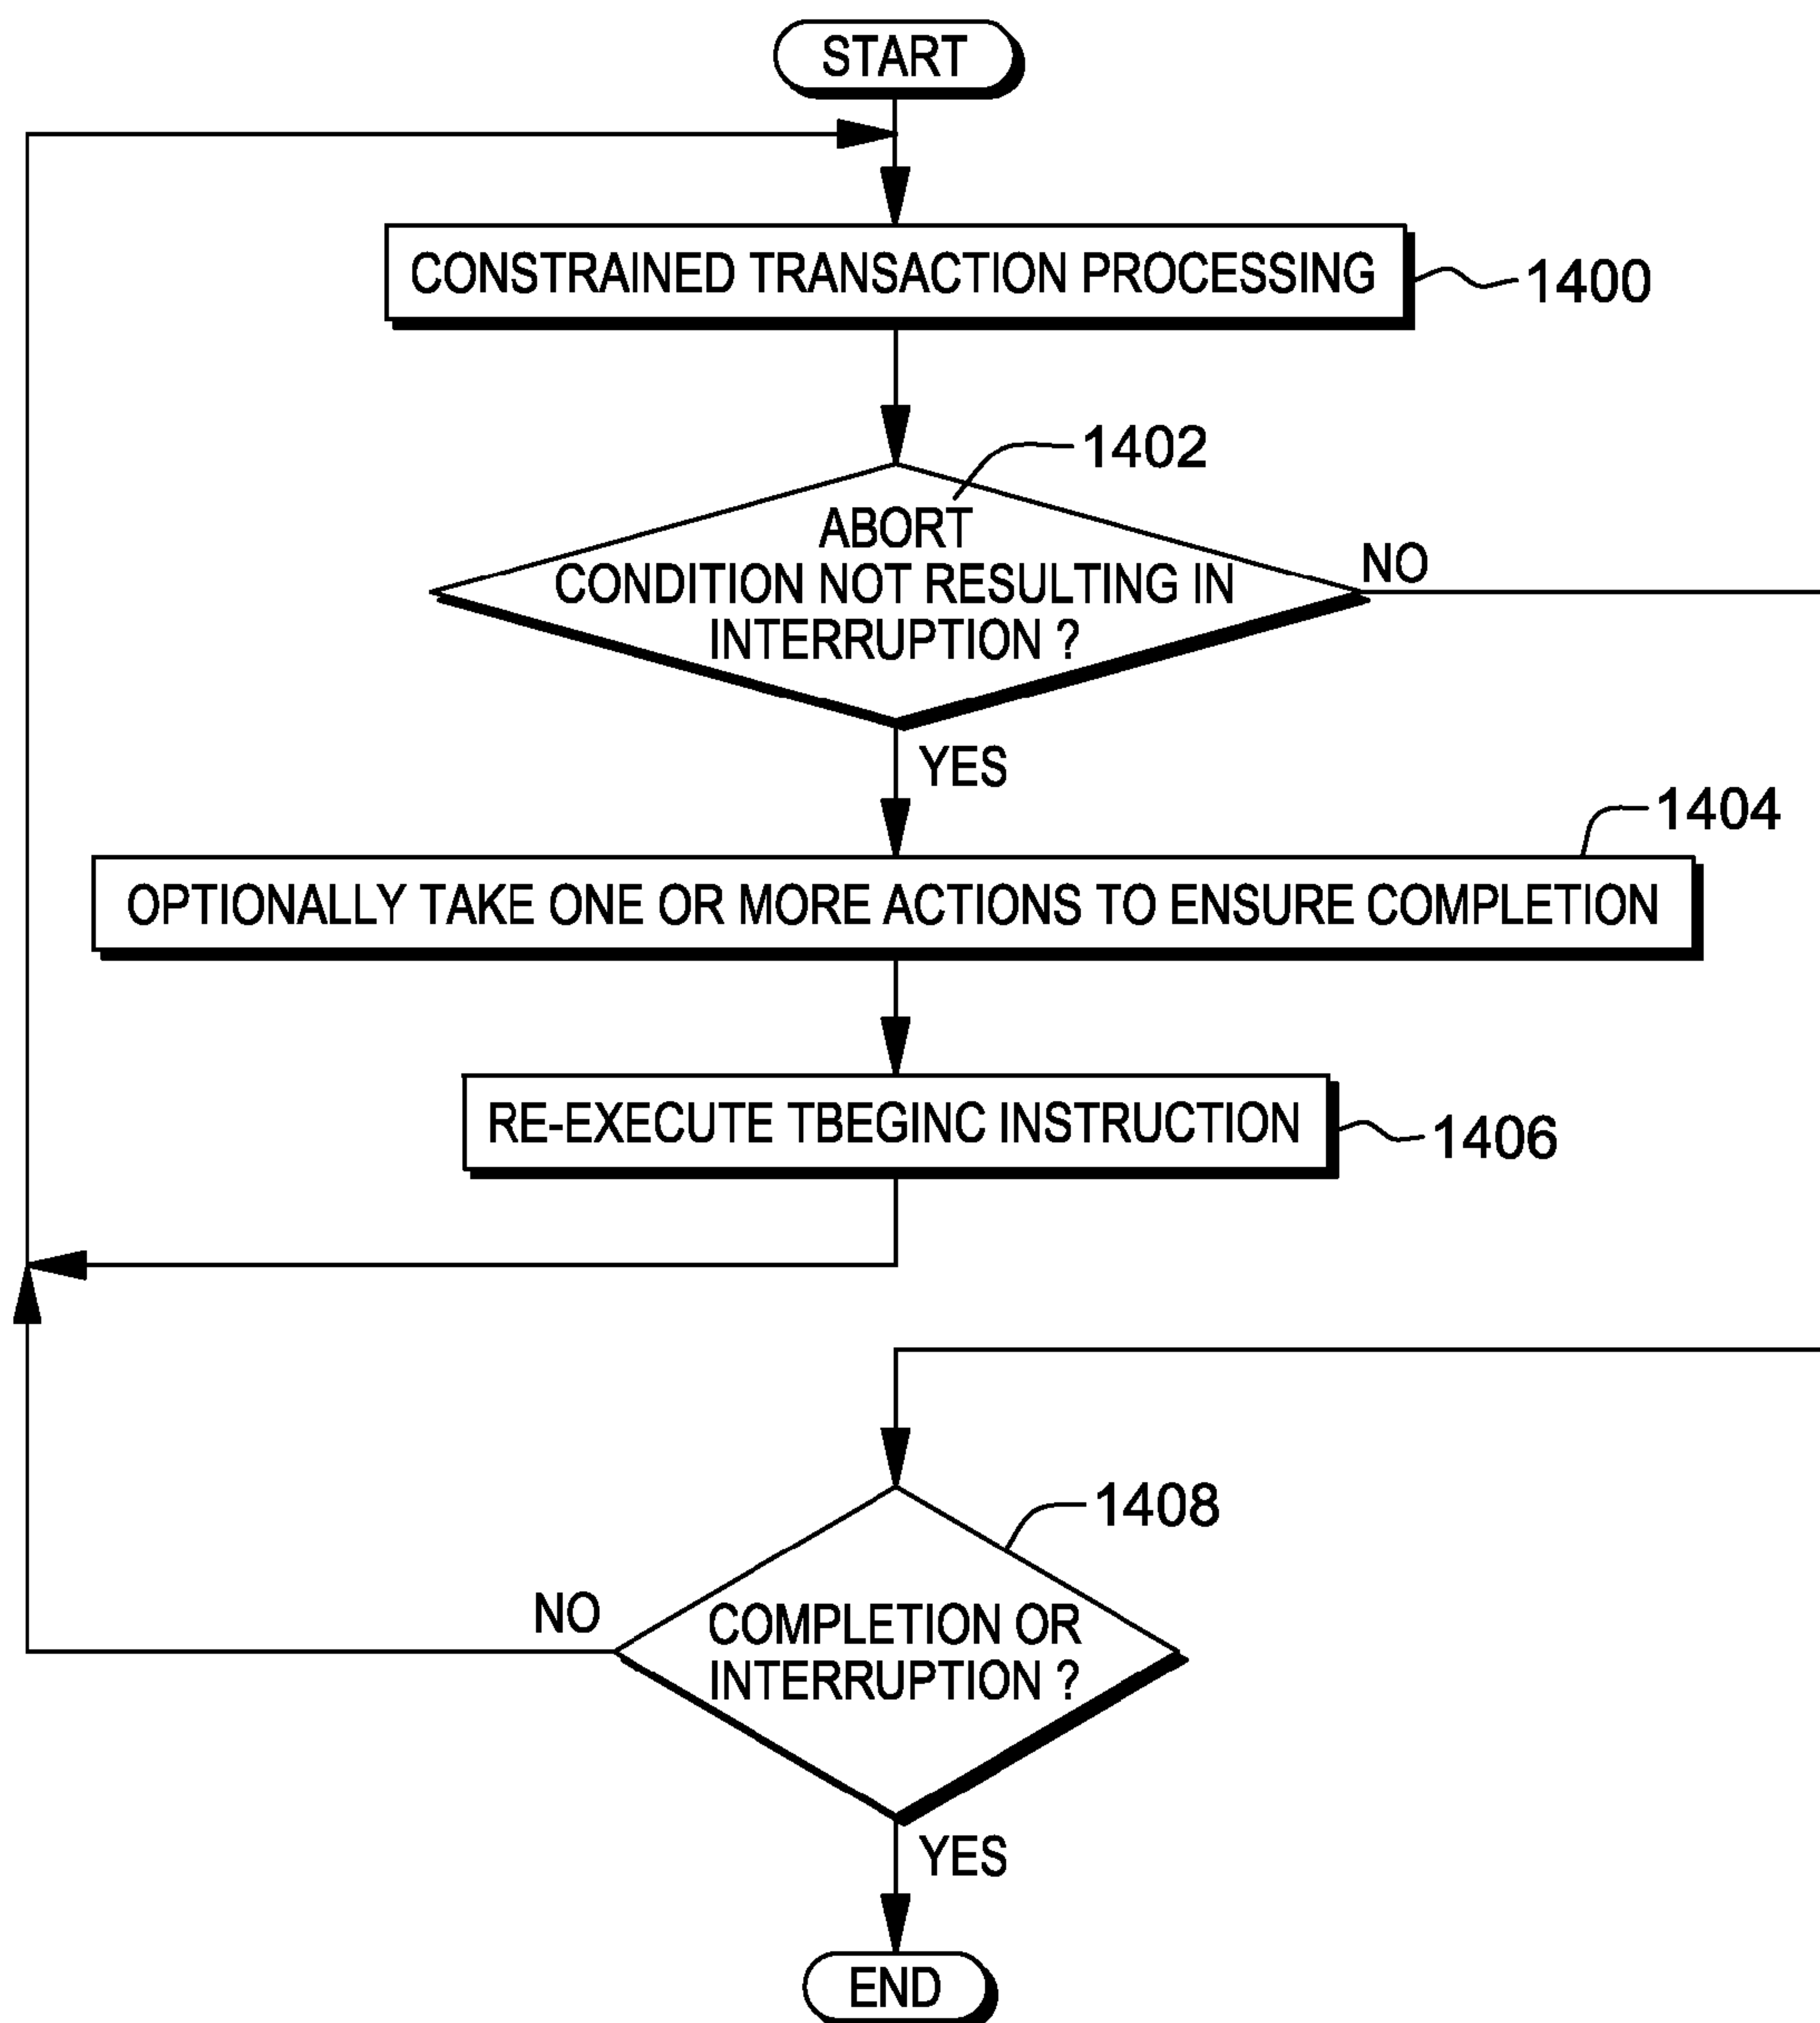 START
CONSTRAINED TRANSACTION PROCESSING
1400
1402
ABORT
CONDITION NOT RESULTING IN
INTERRUPTION ?
NO
YES
1404
OPTIONALLY TAKE ONE OR MORE ACTIONS TO ENSURE COMPLETION
RE-EXECUTE TBEGINC INSTRUCTION
1406
1408
COMPLETION OR
INTERRUPTION ?
NO
YES
END